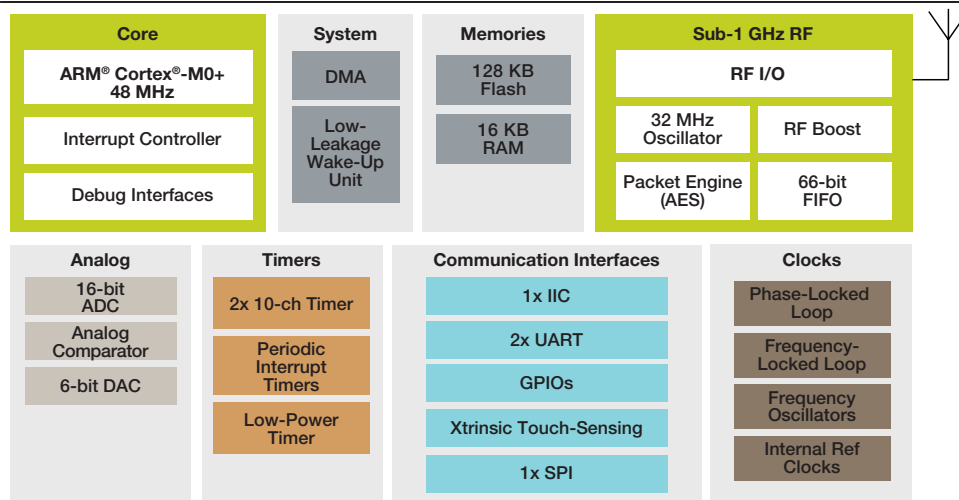 Core
ARM® Cortex®-M0+
48 MHz
Interrupt Controller
Debug Interfaces
System
DMA
Low-
Leakage
Wake-Up
Unit
Memories
128 KB
Flash
16 KB
RAM
Sub-1 GHz RF
RF I/O
32 MHz
Oscillator
RF Boost
Packet Engine
(AES)
66-bit
FIFO
Analog
16-bit
ADC
Analog
Comparator
6-bit DAC
Timers
2x 10-ch Timer
Periodic
Interrupt
Timers
Low-Power
Timer
Communication Interfaces
1x IIC
2x UART
GPIOs
Xtrinsic Touch-Sensing
1x SPI
Clocks
Phase-Locked
Loop
Frequency-
Locked Loop
Frequency
Oscillators
Internal Ref
Clocks